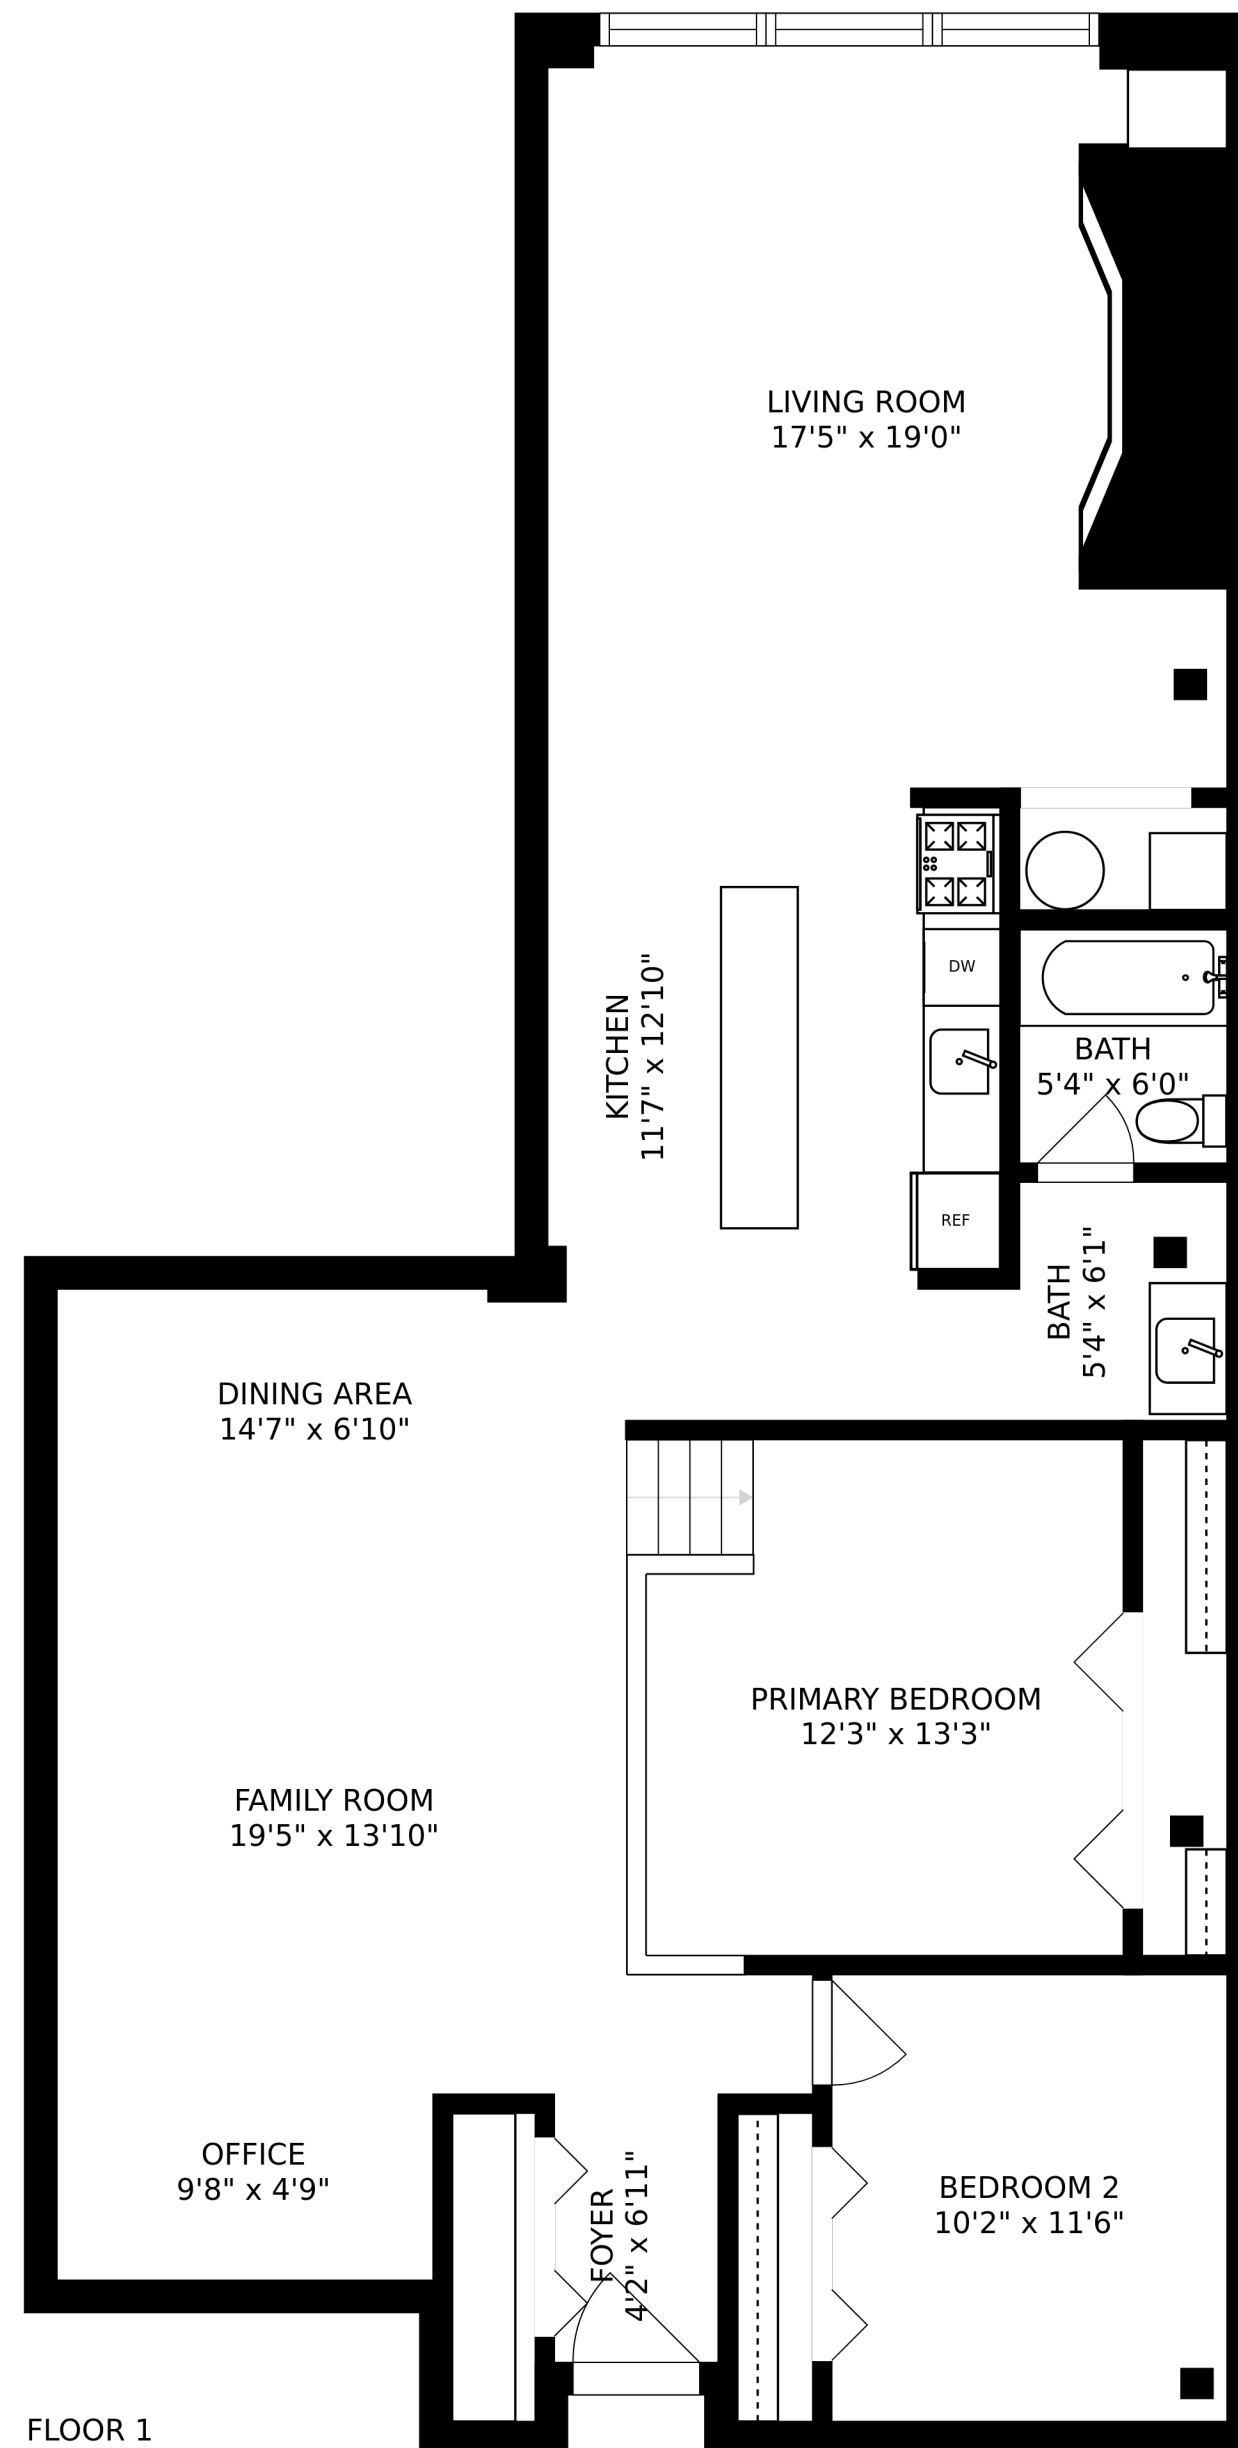 LIVING ROOM
17'5" x 19'0"
DW
KITCHEN
11'7" x 12'10"
BATH
5'4" x 6'0"
REF
BATH
5'4" x 6'1"
DINING AREA
14'7" x 6'10"
PRIMARY BEDROOM
12'3" x 13'3"
FAMILY ROOM
19'5" x 13'10"
OFFICE
9'8" x 4'9"
FOYER
4'2" x 6'11"
BEDROOM 2
10'2" x 11'6"
FLOOR 1